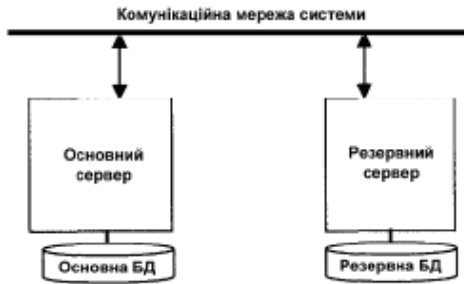 Комунікаційна мережа системи
Основний
сервер
Резервний
сервер
Основна БД
Резервна БД